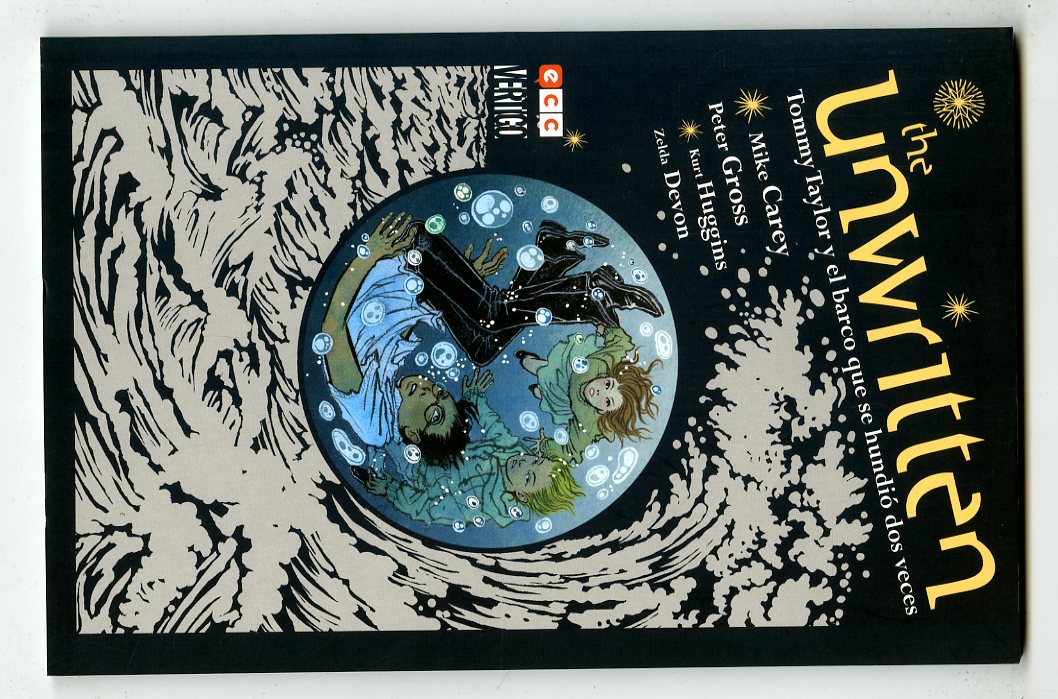 the
unwritten
Tommy Taylor y el barco que se hundió dos veces
Mike Carey
Peter Gross
Kurt Huggins
Zelda Devon
ecc
VERTIGO